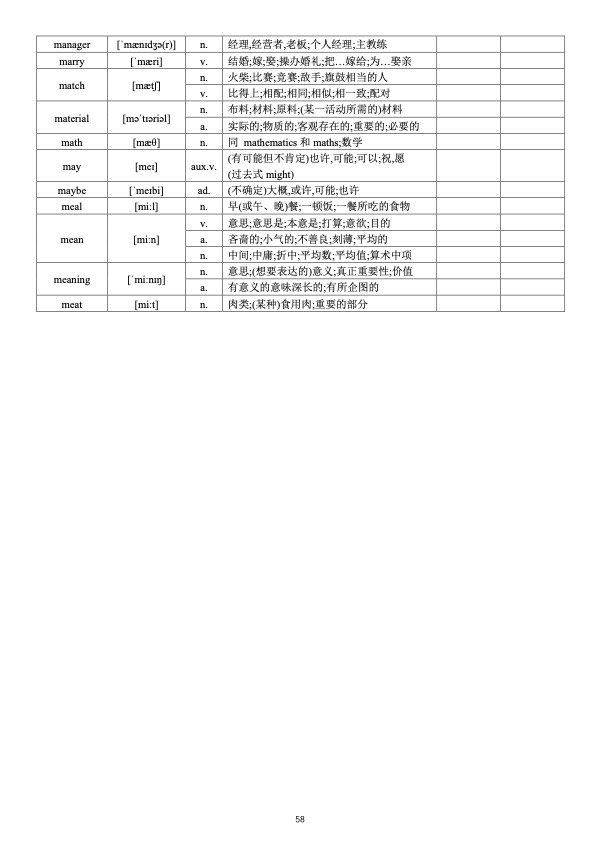 manager [ˈmænɪdʒə(r)] n. 经理,经营者,老板;个人经理;主教练
marry [ˈmæri] v. 结婚;嫁;娶;操办婚礼;把…嫁给;为…娶亲
match [mætʃ] n. 火柴;比赛;竞赛;敌手;旗鼓相当的人
v. 比得上;相配;相同;相似;相一致;配对
material [məˈtɪəriəl] n. 布料;材料;原料;(某一活动所需的)材料
a. 实际的;物质的;客观存在的;重要的;必要的
math [mæθ] n. 同 mathematics 和 maths;数学
may [meɪ] aux.v. (有可能但不肯定)也许,可能;可以;祝,愿
(过去式 might)
maybe [ˈmeɪbi] ad. (不确定)大概,或许,可能;也许
meal [miːl] n. 早(或午、晚)餐;一顿饭;一餐所吃的食物
mean [miːn] v. 意思;意思是;本意是;打算;意欲;目的
a. 吝啬的;小气的;不善良;刻薄;平均的
n. 中间;中庸;折中;平均数;平均值;算术中项
meaning [ˈmiːnɪŋ] n. 意思;(想要表达的)意义;真正重要性;价值
a. 有意义的意味深长的;有所企图的
meat [miːt] n. 肉类;(某种)食用肉;重要的部分
58